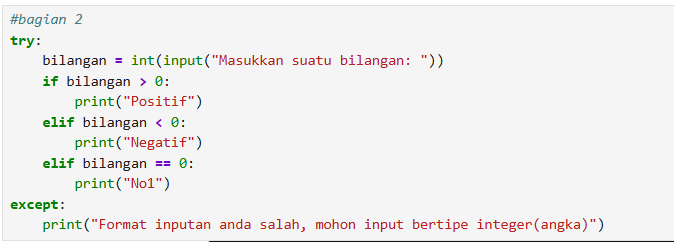 #bagian 2
try:
    bilangan = int(input("Masukkan suatu bilangan: "))
    if bilangan > 0:
        print("Positif")
    elif bilangan < 0:
        print("Negatif")
    elif bilangan == 0:
        print("No1")
except:
    print("Format inputan anda salah, mohon input bertipe integer(angka)")